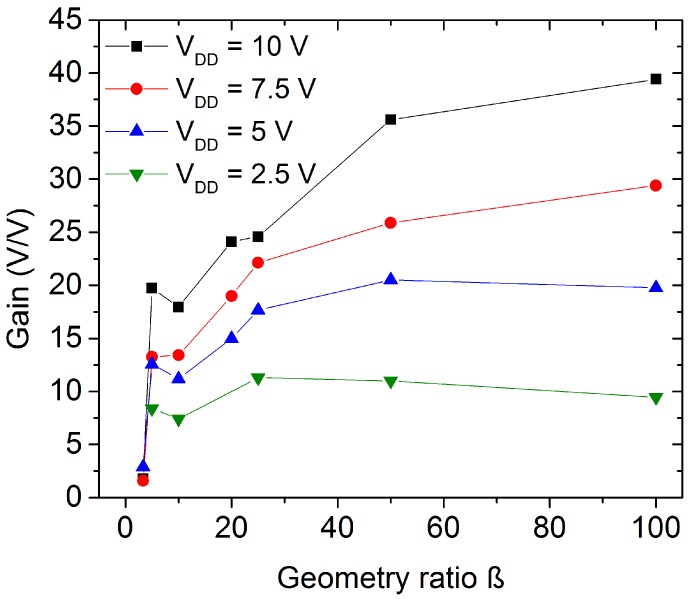 45
40
35
30
25
20
15
10
5
0
V_DD = 10 V
V_DD = 7.5 V
V_DD = 5 V
V_DD = 2.5 V
Gain (V/V)
0 20 40 60 80 100
Geometry ratio ß